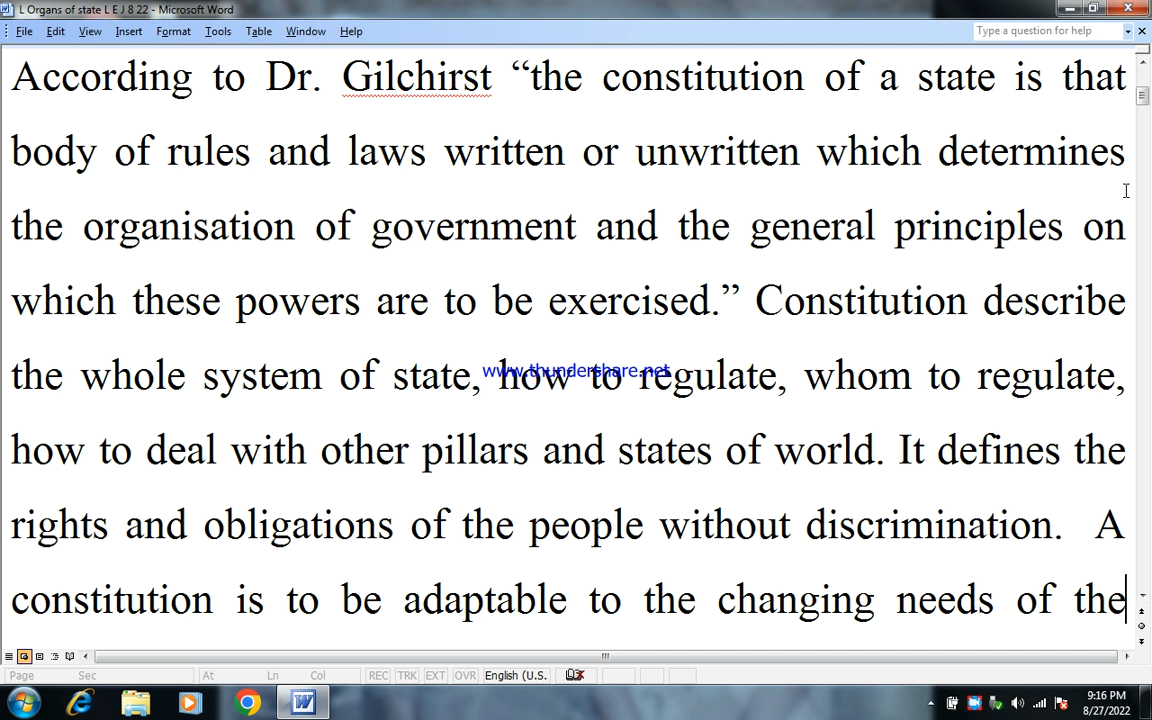 L Organs of state L E J 8 22 - Microsoft Word
File Edit View Insert Format Tools Table Window Help
Type a question for help
According to Dr. Gilchirst “the constitution of a state is that
body of rules and laws written or unwritten which determines
the organisation of government and the general principles on
which these powers are to be exercised.” Constitution describe
the whole system of state, how to regulate, whom to regulate,
www.thundershare.net
how to deal with other pillars and states of world. It defines the
rights and obligations of the people without discrimination. A
constitution is to be adaptable to the changing needs of the
Page Sec At Ln Col REC TRK EXT OVR English (U.S.
9:16 PM
8/27/2022